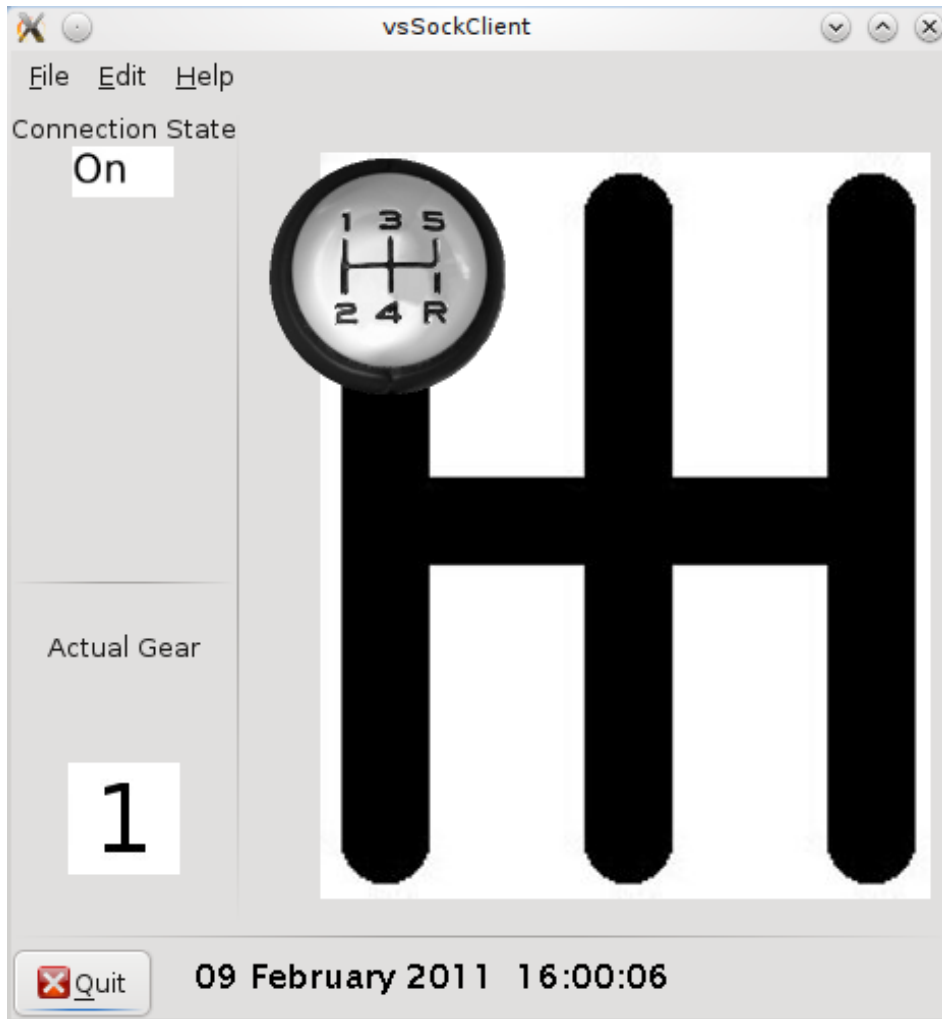 vsSockClient
File Edit Help
Connection State
On
1 3 5
2 4 R
Actual Gear
1
Quit
09 February 2011 16:00:06